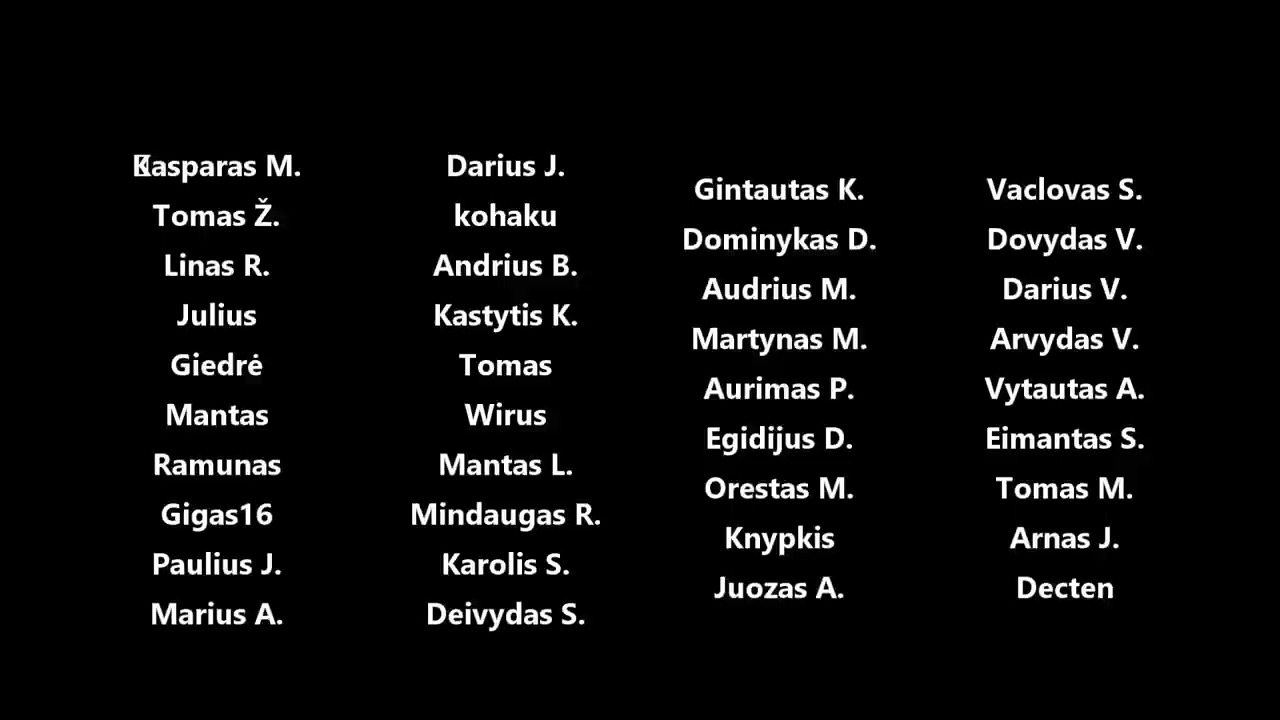 Kasparas M.
Tomas Ž.
Linas R.
Julius
Giedrė
Mantas
Ramunas
Gigas16
Paulius J.
Marius A.
Darius J.
kohaku
Andrius B.
Kastytis K.
Tomas
Wirus
Mantas L.
Mindaugas R.
Karolis S.
Deivydas S.
Gintautas K.
Dominykas D.
Audrius M.
Martynas M.
Aurimas P.
Egidijus D.
Orestas M.
Knypkis
Juozas A.
Vaclovas S.
Dovydas V.
Darius V.
Arvydas V.
Vytautas A.
Eimantas S.
Tomas M.
Arnas J.
Decten